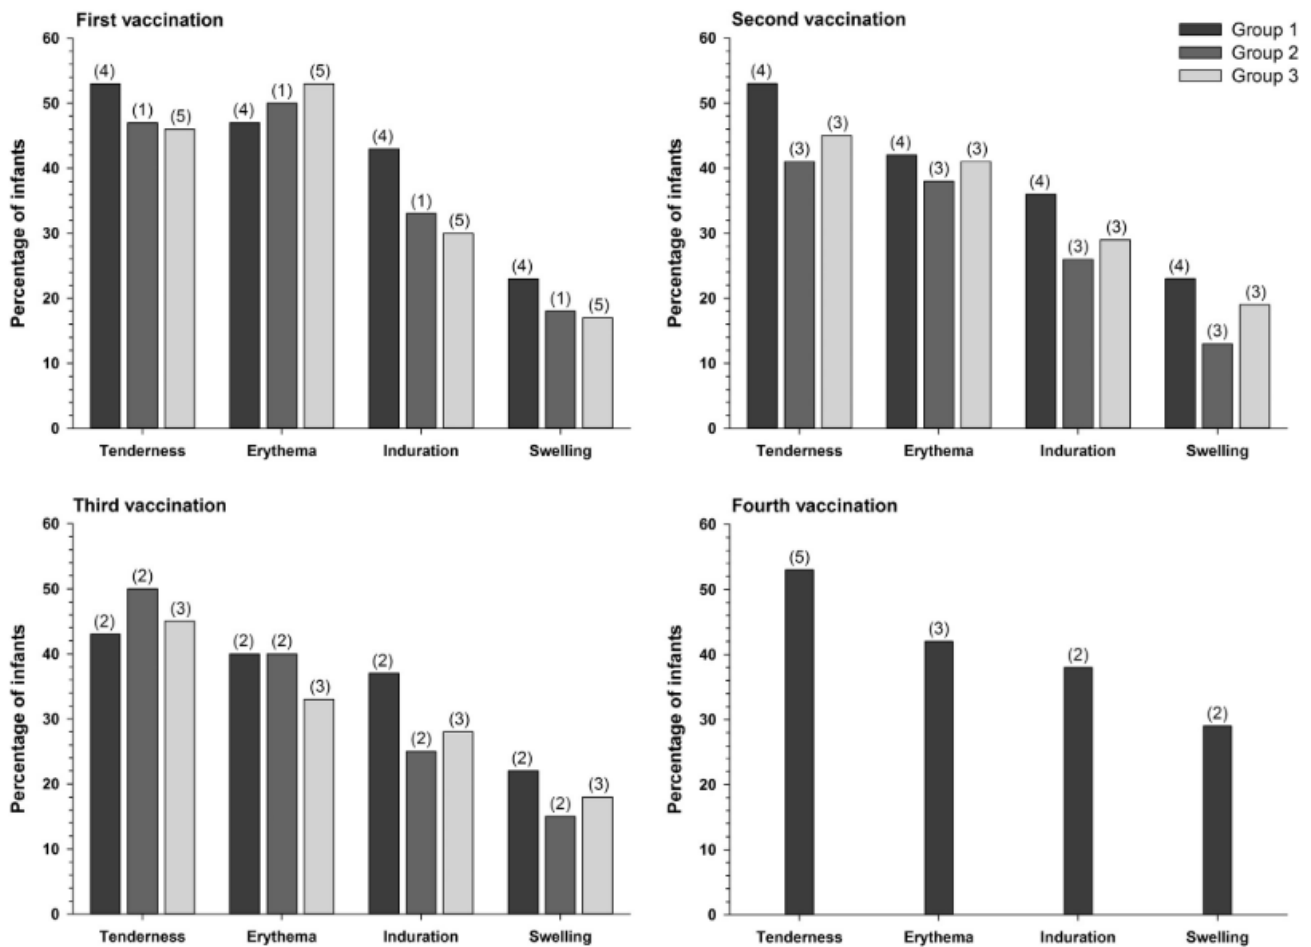 First vaccination
60
50
40
30
20
10
0
Percentage of infants
(4)
(1)
(5)
(4)
(1)
(5)
(4)
(1)
(5)
(4)
(1)
(5)
Tenderness
Erythema
Induration
Swelling
Second vaccination
60
50
40
30
20
10
0
Percentage of infants
(4)
(3)
(3)
(4)
(3)
(3)
(4)
(3)
(3)
(4)
(3)
(3)
Tenderness
Erythema
Induration
Swelling
Group 1
Group 2
Group 3
Third vaccination
60
50
40
30
20
10
0
Percentage of infants
(2)
(2)
(3)
(2)
(2)
(3)
(2)
(2)
(3)
(2)
(2)
(3)
Tenderness
Erythema
Induration
Swelling
Fourth vaccination
60
50
40
30
20
10
0
Percentage of infants
(5)
(3)
(2)
(2)
Tenderness
Erythema
Induration
Swelling